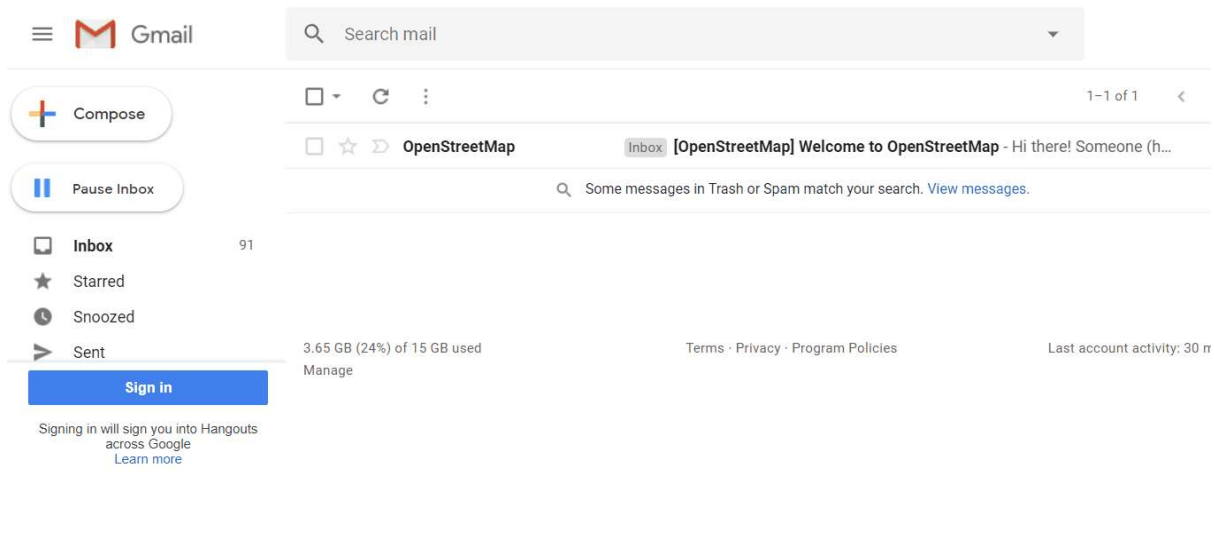 Gmail
Search mail
Compose
1–1 of 1
OpenStreetMap Inbox [OpenStreetMap] Welcome to OpenStreetMap - Hi there! Someone (h...
Pause Inbox
Some messages in Trash or Spam match your search. View messages.
Inbox 91
Starred
Snoozed
Sent
3.65 GB (24%) of 15 GB used
Manage
Terms · Privacy · Program Policies
Last account activity: 30 m
Sign in
Signing in will sign you into Hangouts
across Google
Learn more